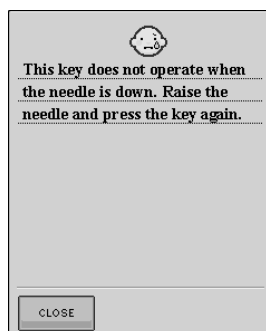 This key does not operate when
the needle is down. Raise the
needle and press the key again.
CLOSE